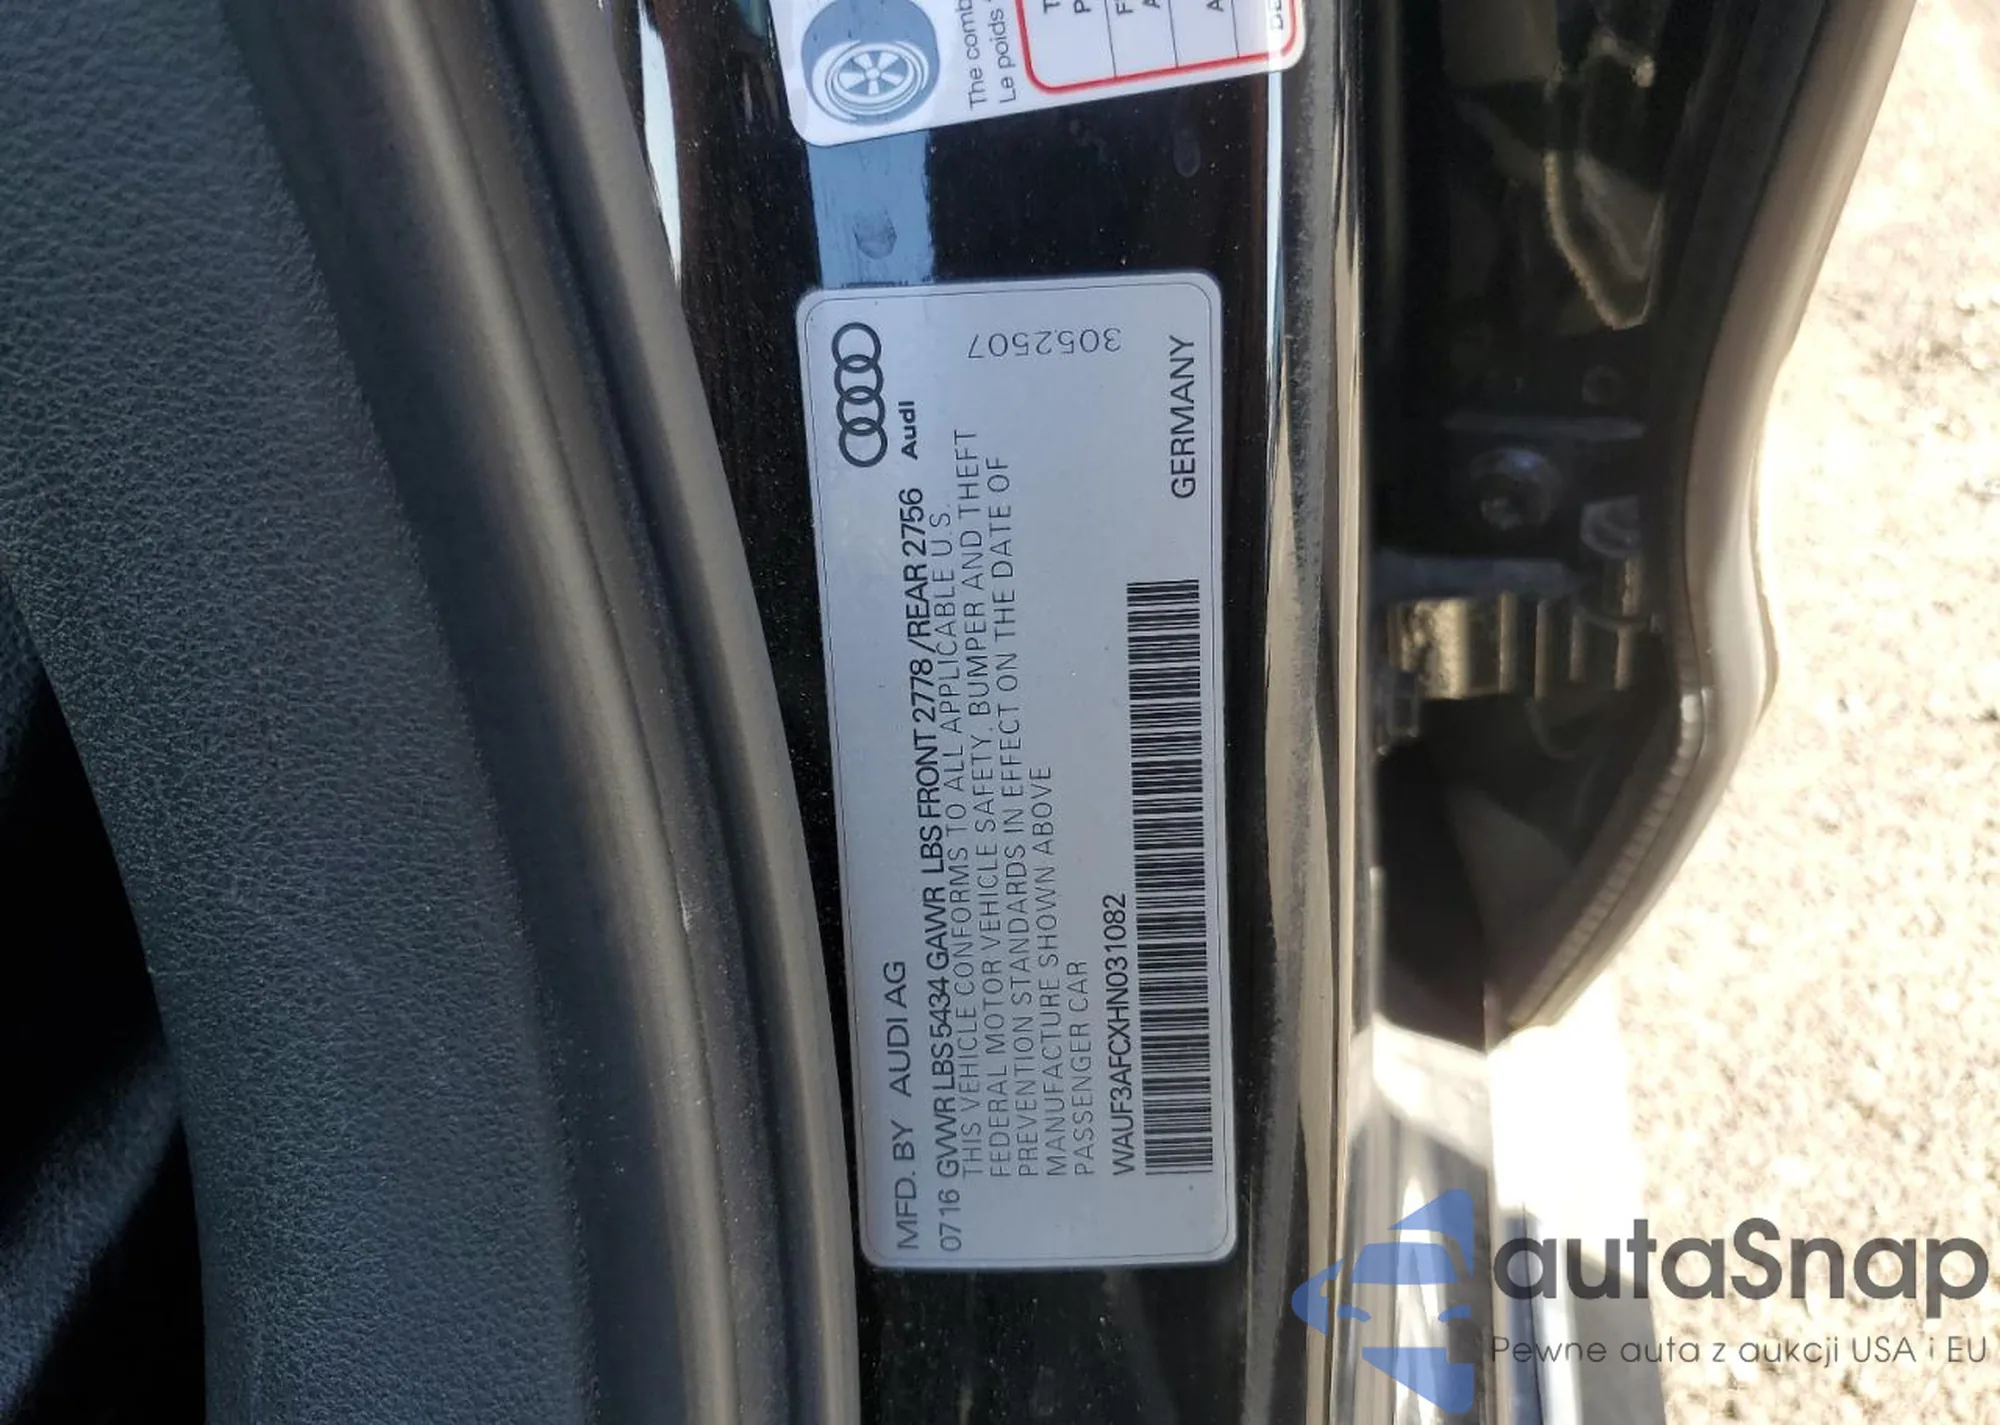 The comb
Le poids
Audi
MFD. BY AUDI AG
0716 GVWR LBS 5434 GAWR LBS FRONT 2778/REAR 2756
THIS VEHICLE CONFORMS TO ALL APPLICABLE U.S.
FEDERAL MOTOR VEHICLE SAFETY, BUMPER AND THEFT
PREVENTION STANDARDS IN EFFECT ON THE DATE OF
MANUFACTURE SHOWN ABOVE
PASSENGER CAR
WAUF3AFCXHN031082
3052507
GERMANY
autaSnap
Pewne auta z aukcji USA i EU